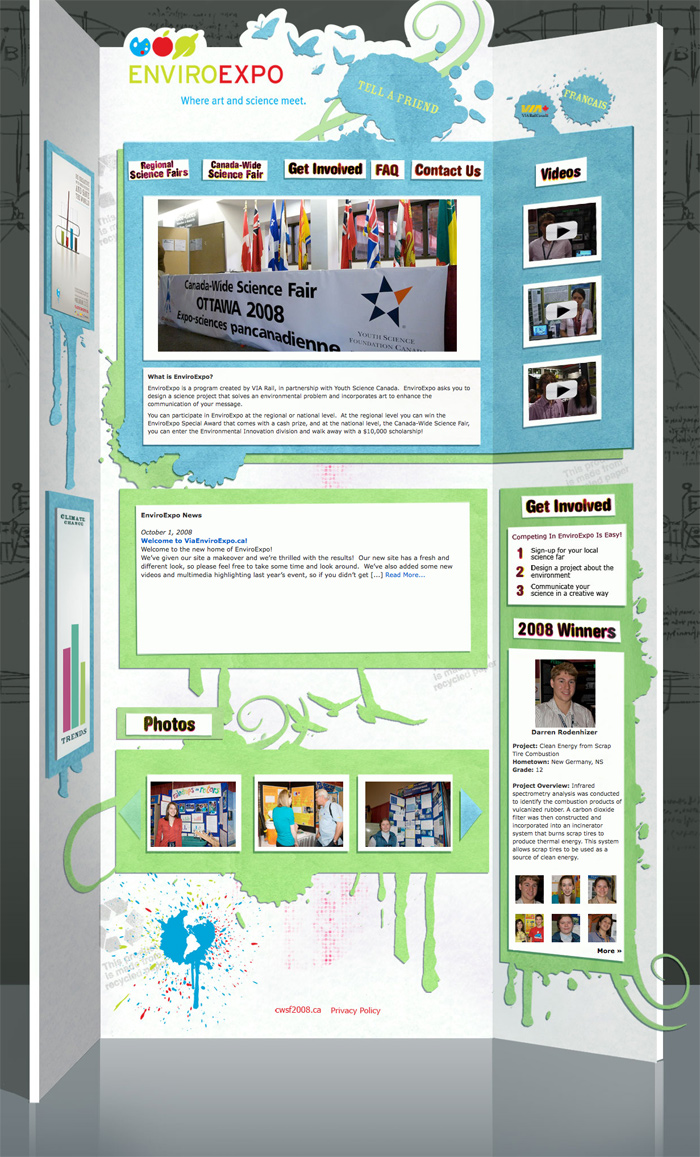 ENVIROEXPO
Where art and science meet.
TELL A FRIEND
VIA Rail Canada
FRANCAIS
Regional
Science Fairs
Canada-Wide
Science Fair
Get Involved
FAQ
Contact Us
Videos
Canada-Wide Science Fair
OTTAWA 2008
Expo-sciences pancanadienne
YOUTH SCIENCE
FOUNDATION CANADA
What is EnviroExpo?
EnviroExpo is a program created by VIA Rail, in partnership with Youth Science Canada. EnviroExpo asks you to
design a science project that solves an environmental problem and incorporates art to enhance the
communication of your message.
You can participate in EnviroExpo at the regional or national level. At the regional level you can win the
EnviroExpo Special Award that comes with a cash prize, and at the national level, the Canada-Wide Science Fair,
you can enter the Environmental Innovation division and walk away with a $10,000 scholarship!
EnviroExpo News
October 1, 2008
Welcome to ViaEnviroExpo.ca!
Welcome to the new home of EnviroExpo!
We've given our site a makeover and we're thrilled with the results! Our new site has a fresh and
different look, so please feel free to take some time and look around. We've also added some new
videos and multimedia highlighting last year's event, so if you didn't get [...] Read More...
Get Involved
Competing In EnviroExpo Is Easy!
1 Sign-up for your local
science fair
2 Design a project about the
environment
3 Communicate your
science in a creative way
2008 Winners
Darren Rodenhizer
Project: Clean Energy from Scrap
Tire Combustion
Hometown: New Germany, NS
Grade: 12
Project Overview: Infrared
spectrometry analysis was conducted
to identify the combustion products of
vulcanized rubber. A carbon dioxide
filter was then constructed and
incorporated into an incinerator
system that burns scrap tires to
produce thermal energy. This system
allows scrap tires to be used as a
source of clean energy.
More »
CLIMATE
CHANGE
TRENDS
is made from
recycled paper
Photos
This pro
is made from
recycled paper
cwsf2008.ca
Privacy Policy